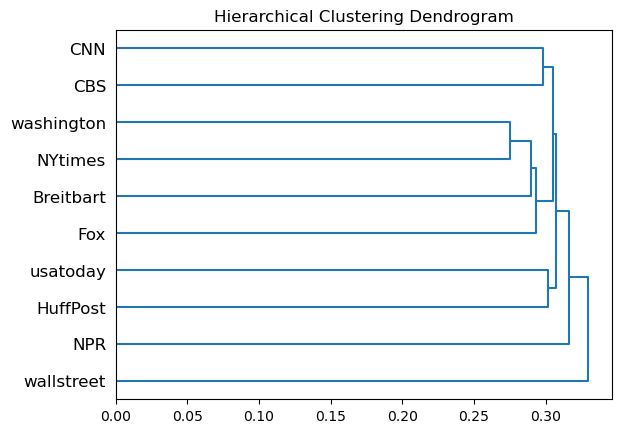 Hierarchical Clustering Dendrogram
CNN
CBS
washington
NYtimes
Breitbart
Fox
usatoday
HuffPost
NPR
wallstreet
0.00 0.05 0.10 0.15 0.20 0.25 0.30